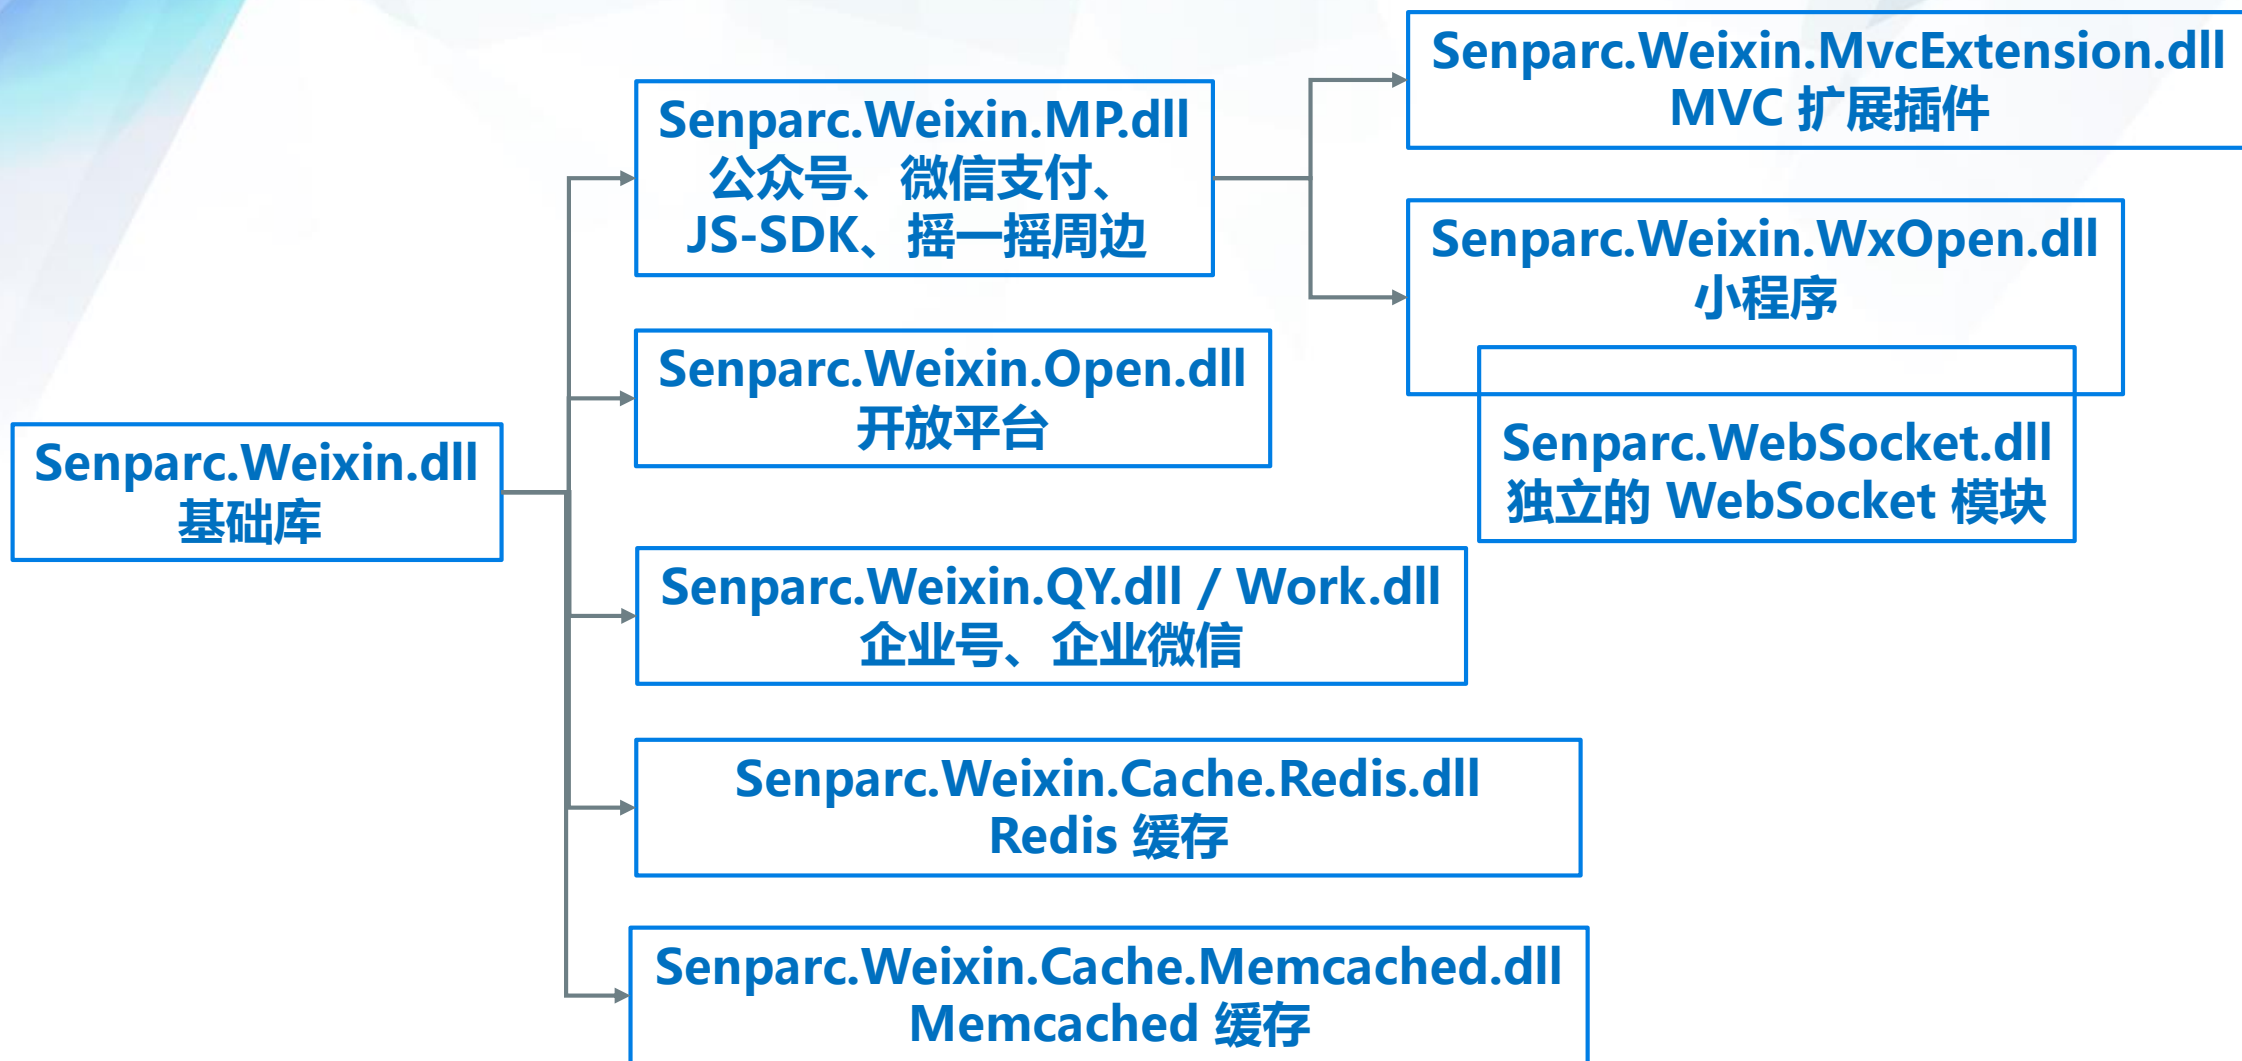 Senparc.Weixin.dll
基础库
Senparc.Weixin.MP.dll
公众号、微信支付、
JS-SDK、摇一摇周边
Senparc.Weixin.Open.dll
开放平台
Senparc.Weixin.QY.dll / Work.dll
企业号、企业微信
Senparc.Weixin.Cache.Redis.dll
Redis 缓存
Senparc.Weixin.Cache.Memcached.dll
Memcached 缓存
Senparc.Weixin.MvcExtension.dll
MVC 扩展插件
Senparc.Weixin.WxOpen.dll
小程序
Senparc.WebSocket.dll
独立的 WebSocket 模块